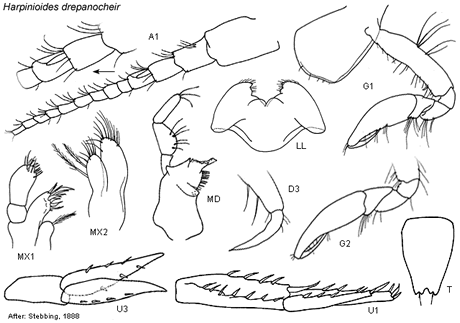 Harpinioides drepanocheir
A1
G1
LL
MX1
MX2
MD
D3
G2
T
U3
U1
After: Stebbing, 1888